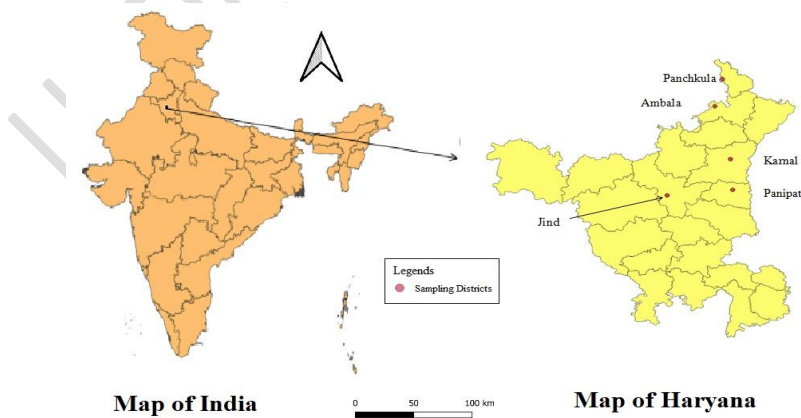 Panchkula
Ambala
Karnal
Panipat
Jind
Legends
Sampling Districts
Map of India
0 50 100 km
Map of Haryana